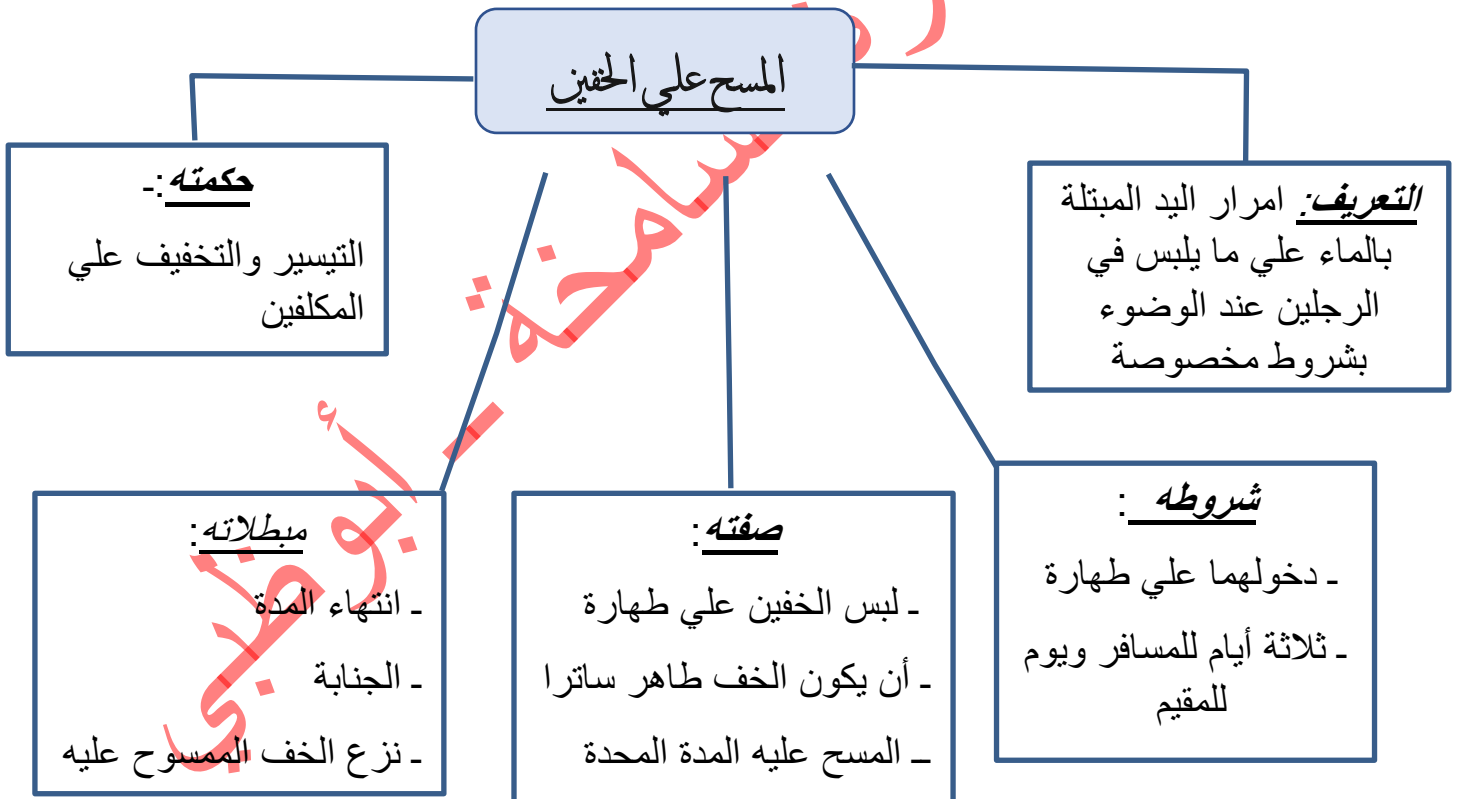 المسح علي الخفين
التعريف: امرار اليد المبتلة
بالماء علي ما يلبس في
الرجلين عند الوضوء
بشروط مخصوصة
حكمته:ـ
التيسير والتخفيف علي
المكلفين
شروطه :
ـ دخولهما علي طهارة
ـ ثلاثة أيام للمسافر ويوم
للمقيم
صفته:
ـ لبس الخفين علي طهارة
ـ أن يكون الخف طاهر ساترا
ــ المسح عليه المدة المحدة
مبطلاته:
ـ انتهاء المدة
ـ الجنابة
ـ نزع الخف الممسوح عليه
ـ أبوظبي